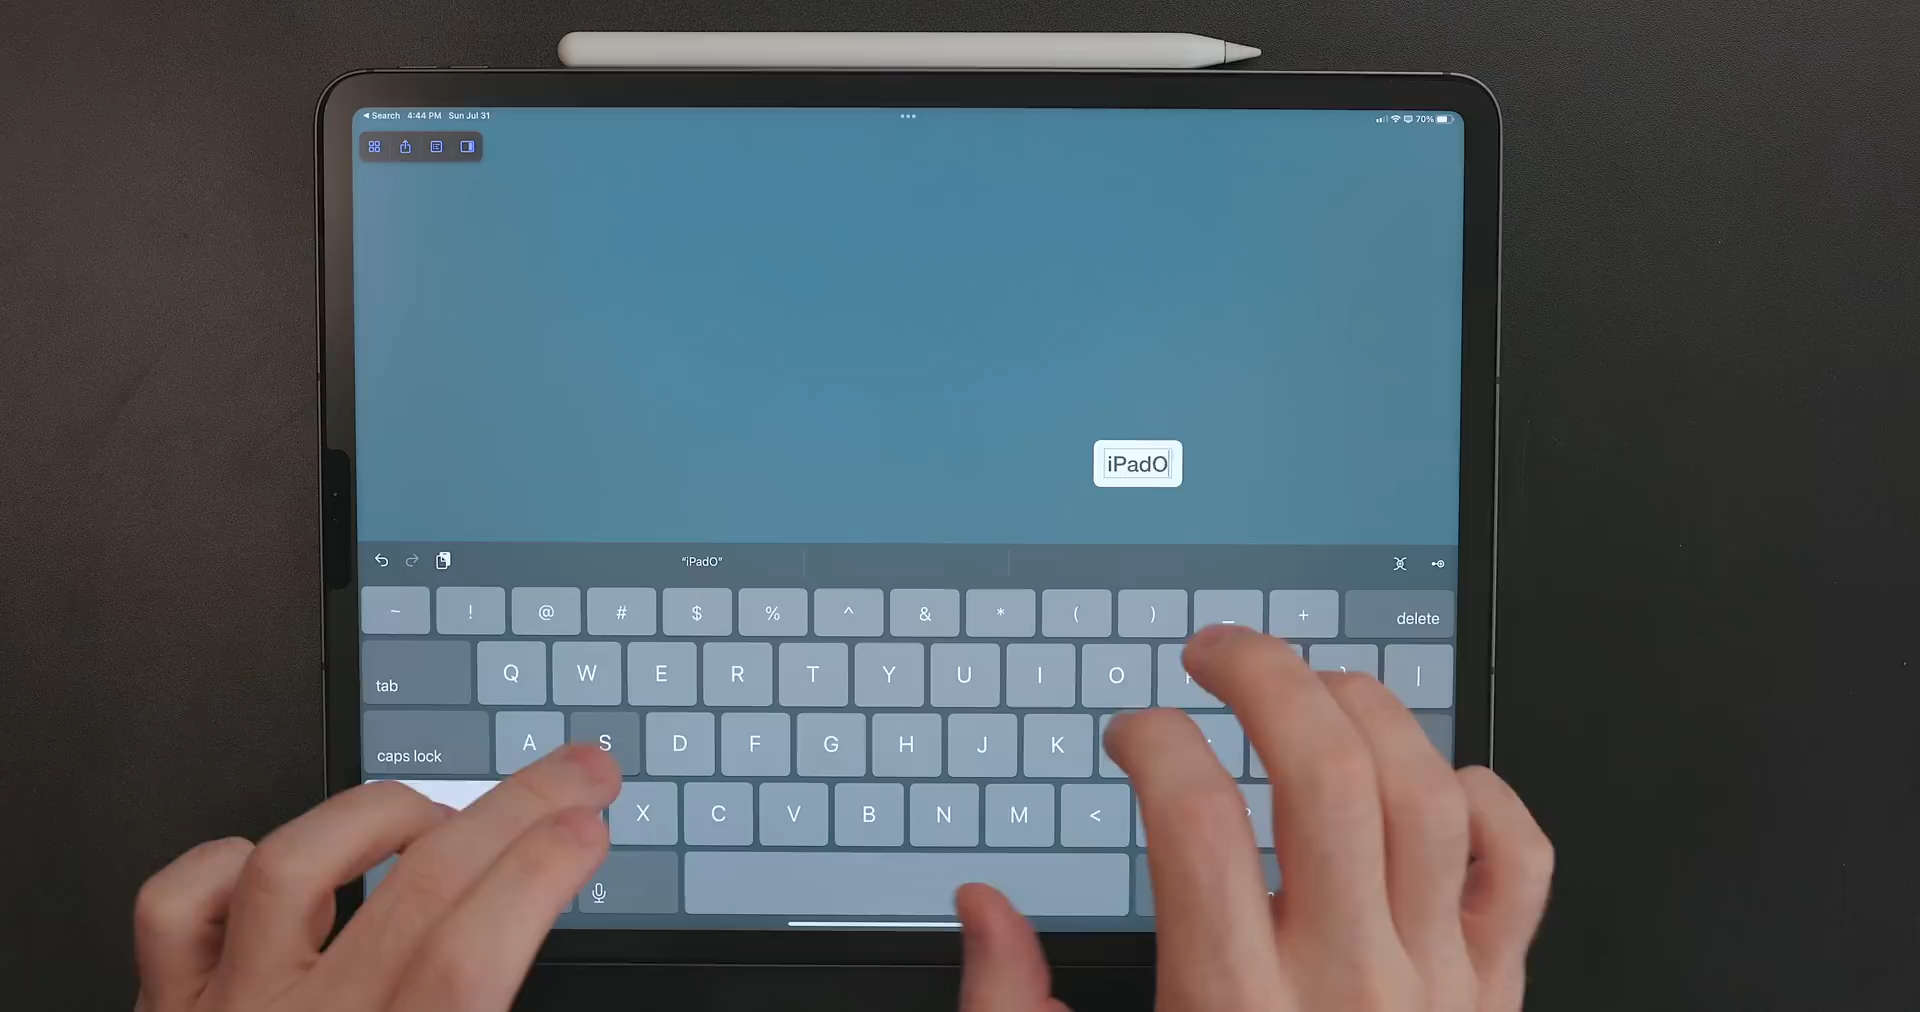 Search 4:44 PM Sun Jul 31
70%
iPadO
"iPadO"
~ ! @ # $ % ^ & * ( ) _ + delete
tab Q W E R T Y U I O |
caps lock A S D F G H J K
X C V B N M <